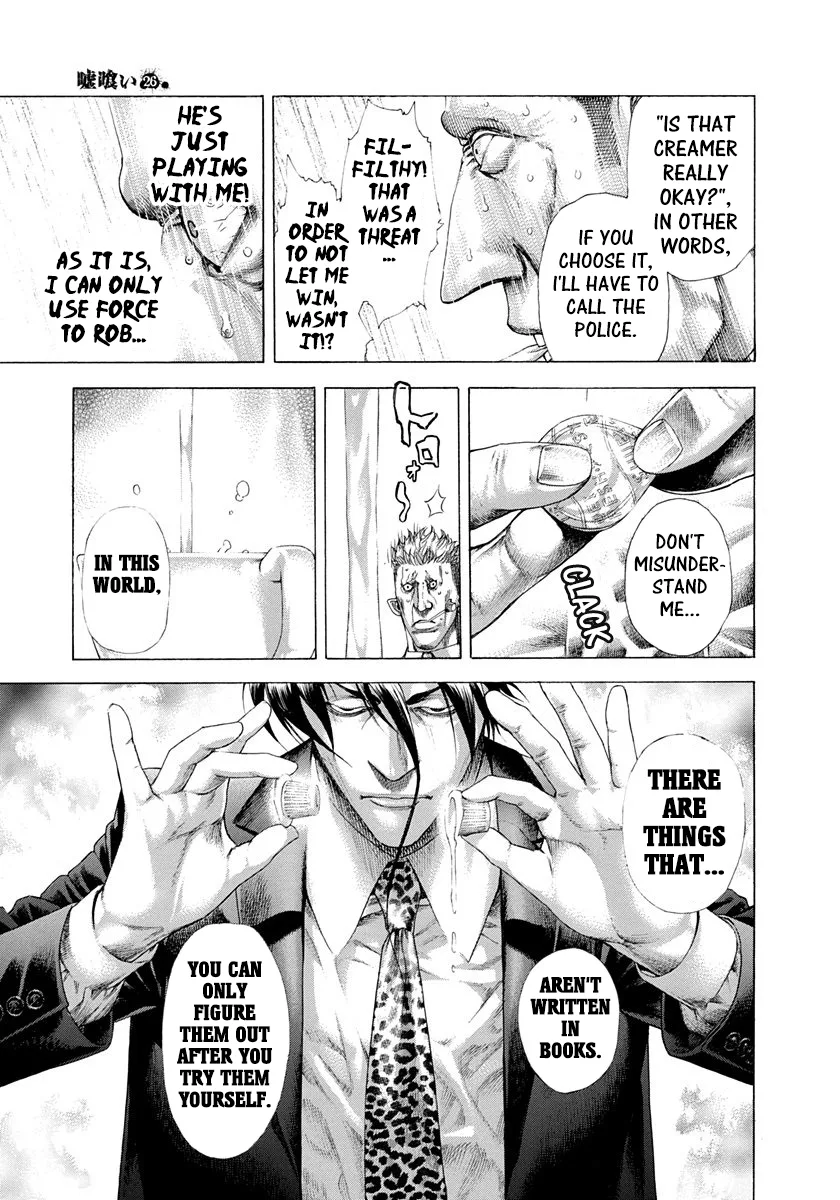 嘘喰い 26
"IS THAT
CREAMER
REALLY
OKAY?",
IN OTHER
WORDS,
IF YOU
CHOOSE IT,
I'LL HAVE TO
CALL THE
POLICE.
FIL-
FILTHY!
THAT
WAS A
THREAT
...
IN
ORDER
TO NOT
LET ME
WIN,
WASN'T
IT!?
HE'S
JUST
PLAYING
WITH ME!
AS IT IS,
I CAN ONLY
USE FORCE
TO ROB...
DON'T
MISUNDER-
STAND
ME...
CLACK
トロォ
IN THIS
WORLD,
THERE
ARE
THINGS
THAT...
AREN'T
WRITTEN
IN
BOOKS.
YOU CAN
ONLY
FIGURE
THEM OUT
AFTER YOU
TRY THEM
YOURSELF.